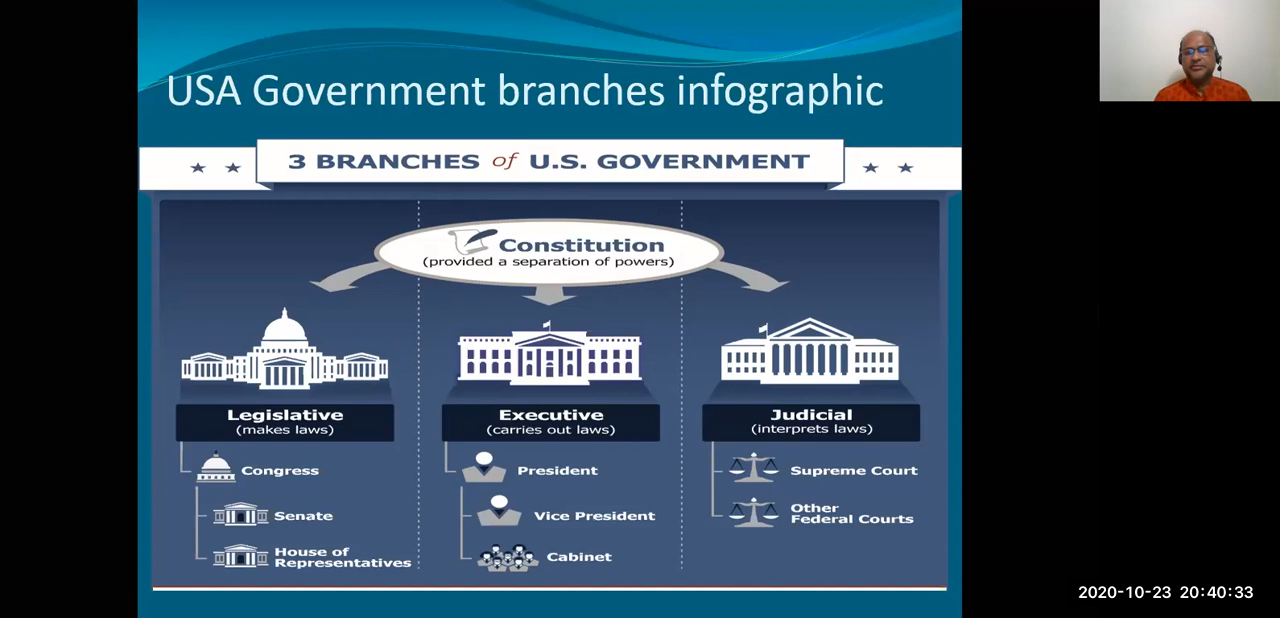 USA Government branches infographic
3 BRANCHES of U.S. GOVERNMENT
Constitution
(provided a separation of powers)
Legislative
(makes laws)
Congress
Senate
House of
Representatives
Executive
(carries out laws)
President
Vice President
Cabinet
Judicial
(interprets laws)
Supreme Court
Other
Federal Courts
2020-10-23 20:40:33